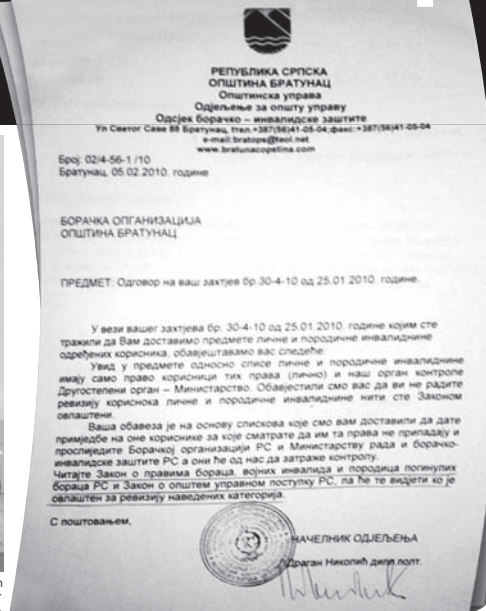 РЕПУБЛИКА СРПСКА
ОПШТИНА БРАТУНАЦ
Општинска управа
Одјељење за општу управу
Одсјек борачко – инвалидске заштите
Ул Светог Саве 88 Братунац, тел.+387(56)41-05-04;факс:+387(56)41-05-04
e-mail:bratops@teol.net
www.bratunacopstina.com
Број: 02/4-56-1 /10
Братунац, 05.02.2010. године
БОРАЧКА ОПГАНИЗАЦИЈА
ОПШТИНА БРАТУНАЦ
ПРЕДМЕТ: Одговор на ваш захтјев бр.30-4-10 од 25.01.2010. године.
У вези вашег захтјева бр. 30-4-10 од 25.01.2010. године којим сте
тражили да Вам доставимо предмете личне и породичне инвалиднине
одређених корисника, обавјештавамо вас следеће:
Увид у предмете односно списе личне и породичне инвалиднине
имају само право корисници тих права (лично) и наш орган контроле
Другостепени орган – Министарство. Обавјестили смо вас да ви не радите
ревизију кориснока личне и породичне инвалиднине нити сте Законом
овлаштени.
Ваша обавеза је на основу спискова које смо вам доставили да дате
примједбе на оне кориснике за које сматрате да им та права не припадају и
прослиједите Борачкој организацији РС и Министарству рада и борачко-
инвалидске заштите РС а они ће од нас да затраже контролу.
Читајте Закон о правима бораца, војних инвалида и породица погинулих
бораца РС и Закон о општем управном поступку РС, па ће те видјети ко је
овлаштен за ревизију наведених категорија.
С поштовањем,
НАЧЕЛНИК ОДЈЕЉЕЊА
Драган Николић дипл.полт.